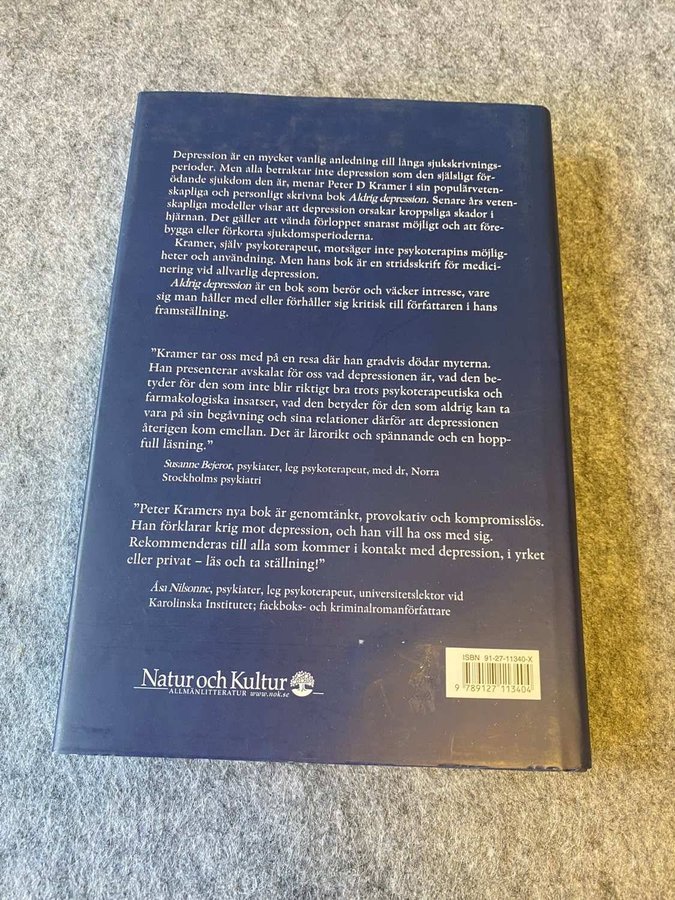 Depression är en mycket vanlig anledning till långa sjukskrivnings-
perioder. Men alla betraktar inte depression som den själsligt för-
ödande sjukdom den är, menar Peter D Kramer i sin populärveten-
skapliga och personligt skrivna bok Aldrig depression. Senare års veten-
skapliga modeller visar att depression orsakar kroppsliga skador i
hjärnan. Det gäller att vända förloppet snarast möjligt och att före-
bygga eller förkorta sjukdomsperioderna.
Kramer, själv psykoterapeut, motsäger inte psykoterapins möjlig-
heter och användning. Men hans bok är en stridsskrift för medici-
nering vid allvarlig depression.
Aldrig depression är en bok som berör och väcker intresse, vare
sig man håller med eller förhåller sig kritisk till författaren i hans
framställning.
”Kramer tar oss med på en resa där han gradvis dödar myterna.
Han presenterar avskalat för oss vad depressionen är, vad den be-
tyder för den som inte blir riktigt bra trots psykoterapeutiska och
farmakologiska insatser, vad den betyder för den som aldrig kan ta
vara på sin begåvning och sina relationer därför att depressionen
återigen kom emellan. Det är lärorikt och spännande och en hopp-
full läsning.”
Susanne Bejerot, psykiater, leg psykoterapeut, med dr, Norra
Stockholms psykiatri
”Peter Kramers nya bok är genomtänkt, provokativ och kompromisslös.
Han förklarar krig mot depression, och han vill ha oss med sig.
Rekommenderas till alla som kommer i kontakt med depression, i yrket
eller privat – läs och ta ställning!”
Åsa Nilsonne, psykiater, leg psykoterapeut, universitetslektor vid
Karolinska Institutet; fackboks- och kriminalromanförfattare
ISBN 91-27-11340-X
9 789127 113404
Natur och Kultur
ALLMÄNLITTERATUR www.nok.se